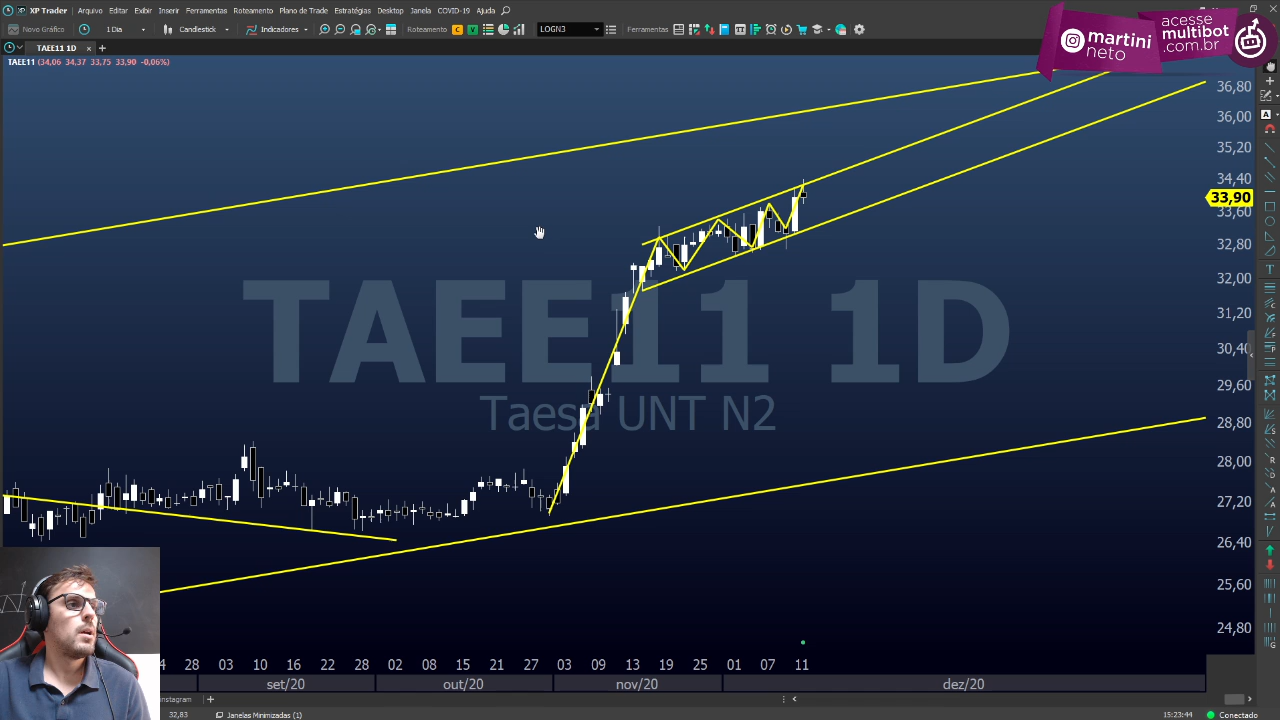 XP Trader Arquivo Editar Exibir Inserir Ferramentas Roteamento Plano de Trade Estratégias Desktop Janela COVID-19 Ajuda
Novo Gráfico 1 Dia Candlestick Indicadores Roteamento C V LOGN3 Ferramentas
martini
neto
acesse
multibot
.com.br
TAEE11 1D
TAEE11 (34,06 34,37 33,75 33,90 -0,06%)
36,80
36,00
35,20
34,40
33,90
33,60
32,80
32,00
31,20
30,40
29,60
28,80
28,00
27,20
26,40
25,60
24,80
TAEE11 1D
Taesa UNT N2
28 03 10 16 22 28 02 08 15 21 27 03 09 13 19 25 01 07 11
set/20 out/20 nov/20 dez/20
nstagram
32,83 Janelas Minimizadas (1) 15:23:44 Conectado